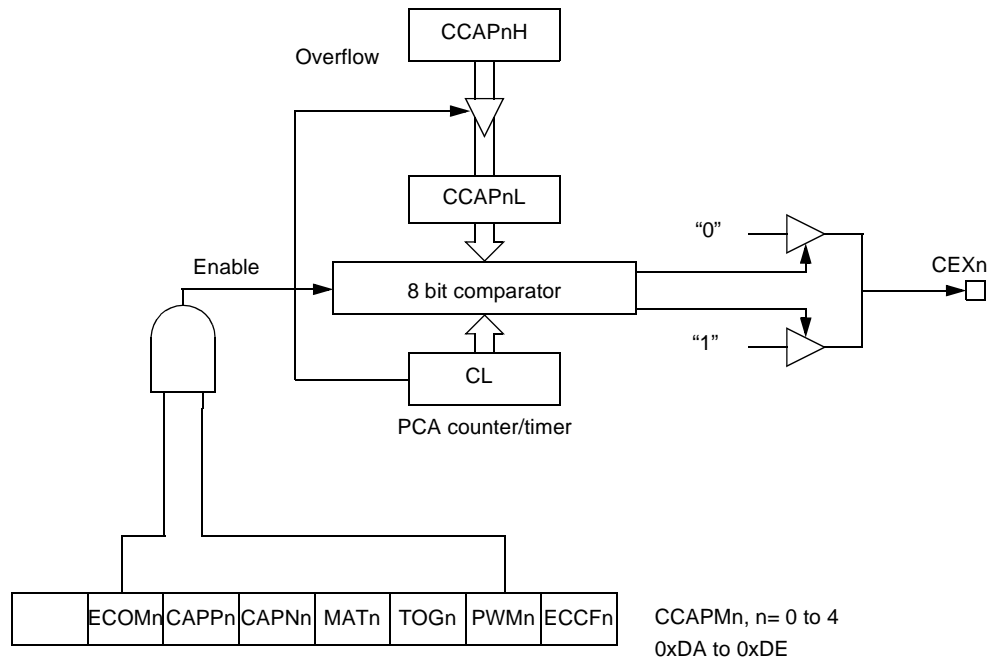 CCAPnH
Overflow
CCAPnL
“0”
Enable
CEXn
8 bit comparator
“1”
CL
PCA counter/timer
ECOMn CAPPn CAPNn MATn TOGn PWMn ECCFn
CCAPMn, n= 0 to 4
0xDA to 0xDE